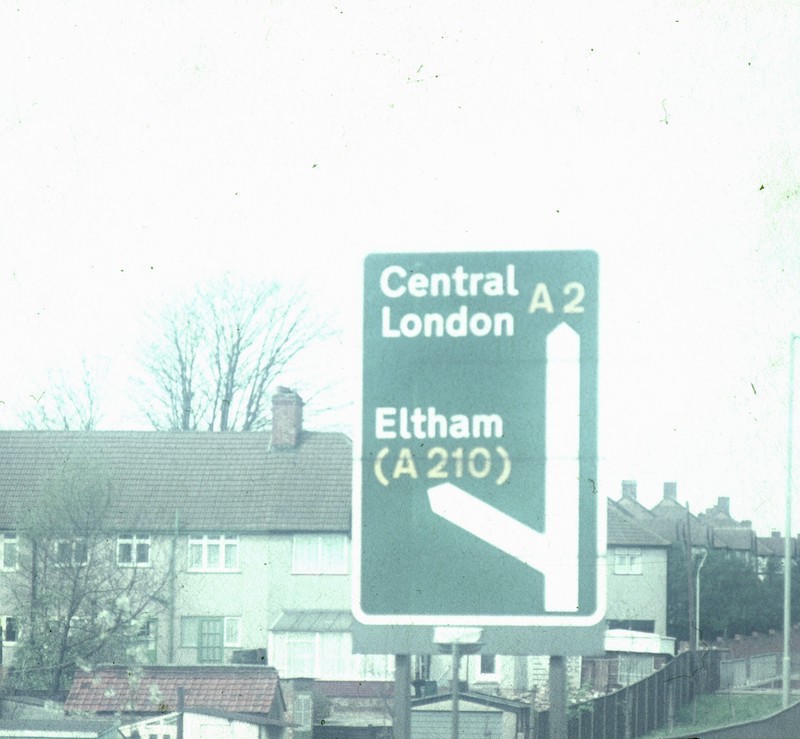 Central
London
A 2
Eltham
(A 210)